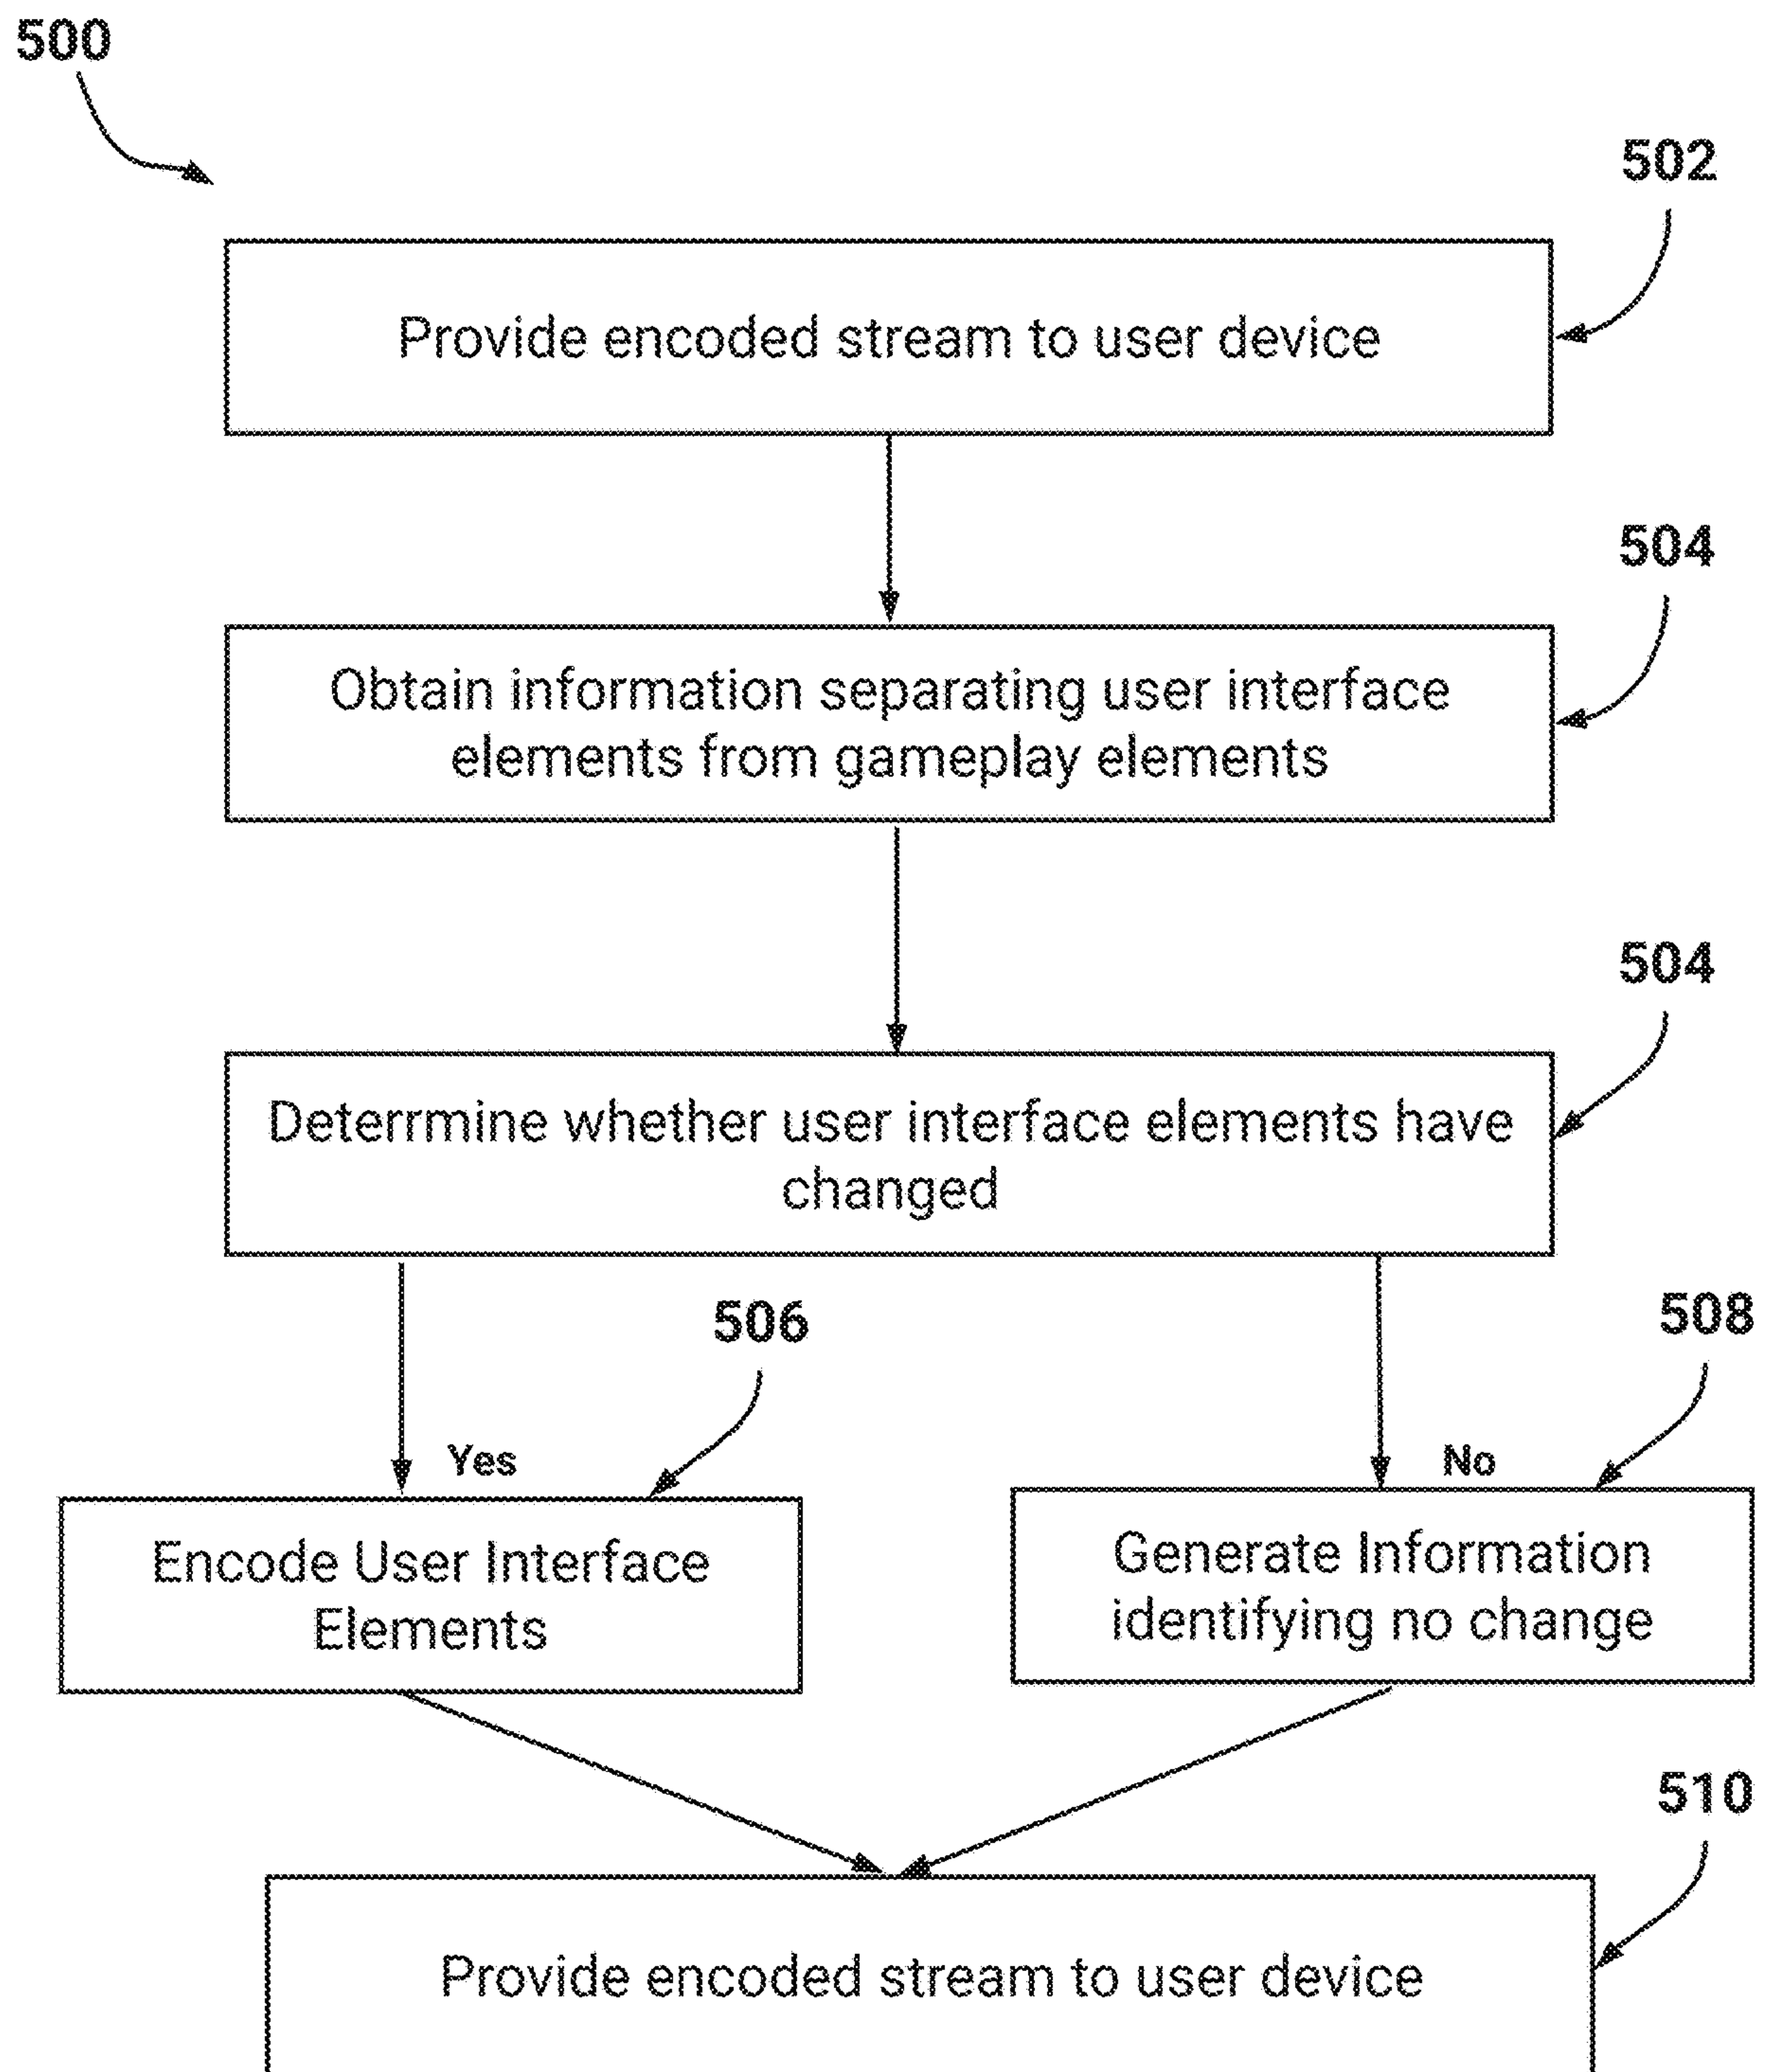 500
502
Provide encoded stream to user device
504
Obtain information separating user interface
elements from gameplay elements
504
Deterrmine whether user interface elements have
changed
506
508
Yes
No
Encode User Interface
Elements
Generate Information
identifying no change
510
Provide encoded stream to user device